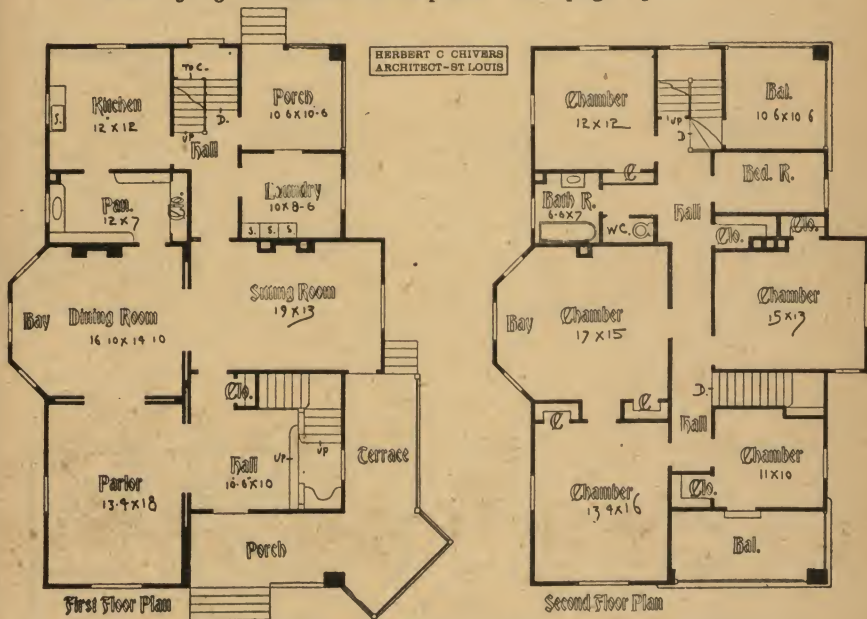 HERBERT C CHIVERS
ARCHITECT-ST LOUIS
Kitchen
12 X 12
S.
TO C.
UP
D.
Hall
Porch
10 6 X 10-6
Pan.
12 X 7
Clo.
Laundry
10 X 8-6
S. S. S.
Bay
Dining Room
16 10 X 14 10
Sitting Room
19 X 13
Clo.
Parlor
13-4 X 18
Hall
10-6 X 10
UP
UP
Terrace
Porch
First Floor Plan
Chamber
12 X 12
UP
D.
Bal.
10 6 X 10 6
C
Bath R.
6-6 X 7
W.C.
Hall
Bed. R.
Clo.
Clo.
Bay
Chamber
17 X 15
Chamber
15 X 13
C
C
D.
Hall
Chamber
13 4 X 16
Chamber
11 X 10
Clo.
Bal.
Second Floor Plan